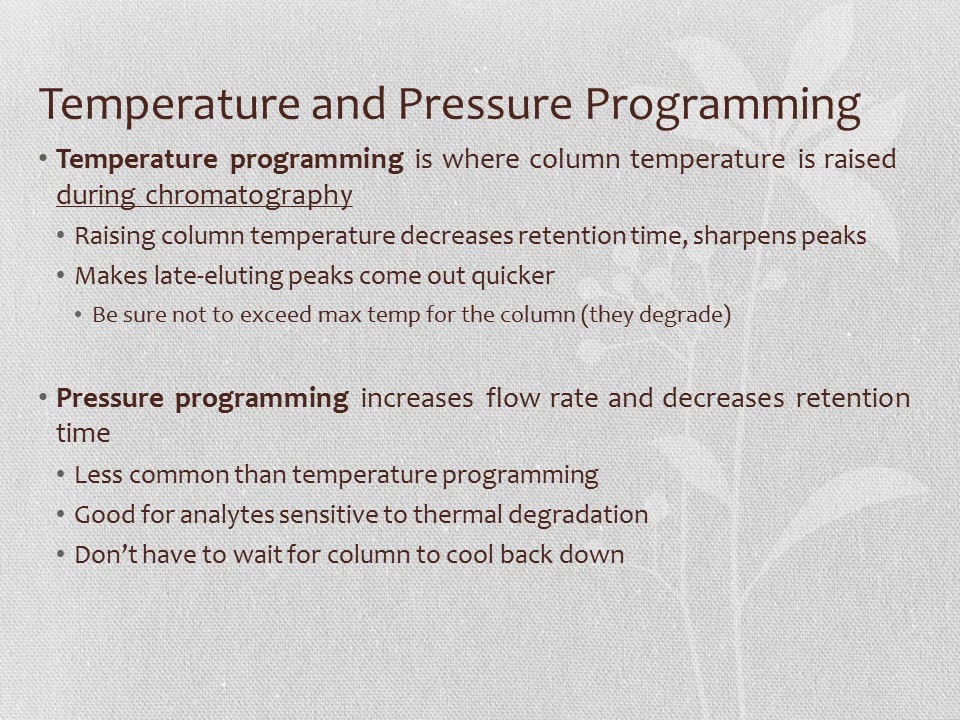 Temperature and Pressure Programming
• Temperature programming is where column temperature is raised
during chromatography
• Raising column temperature decreases retention time, sharpens peaks
• Makes late-eluting peaks come out quicker
• Be sure not to exceed max temp for the column (they degrade)
• Pressure programming increases flow rate and decreases retention
time
• Less common than temperature programming
• Good for analytes sensitive to thermal degradation
• Don’t have to wait for column to cool back down